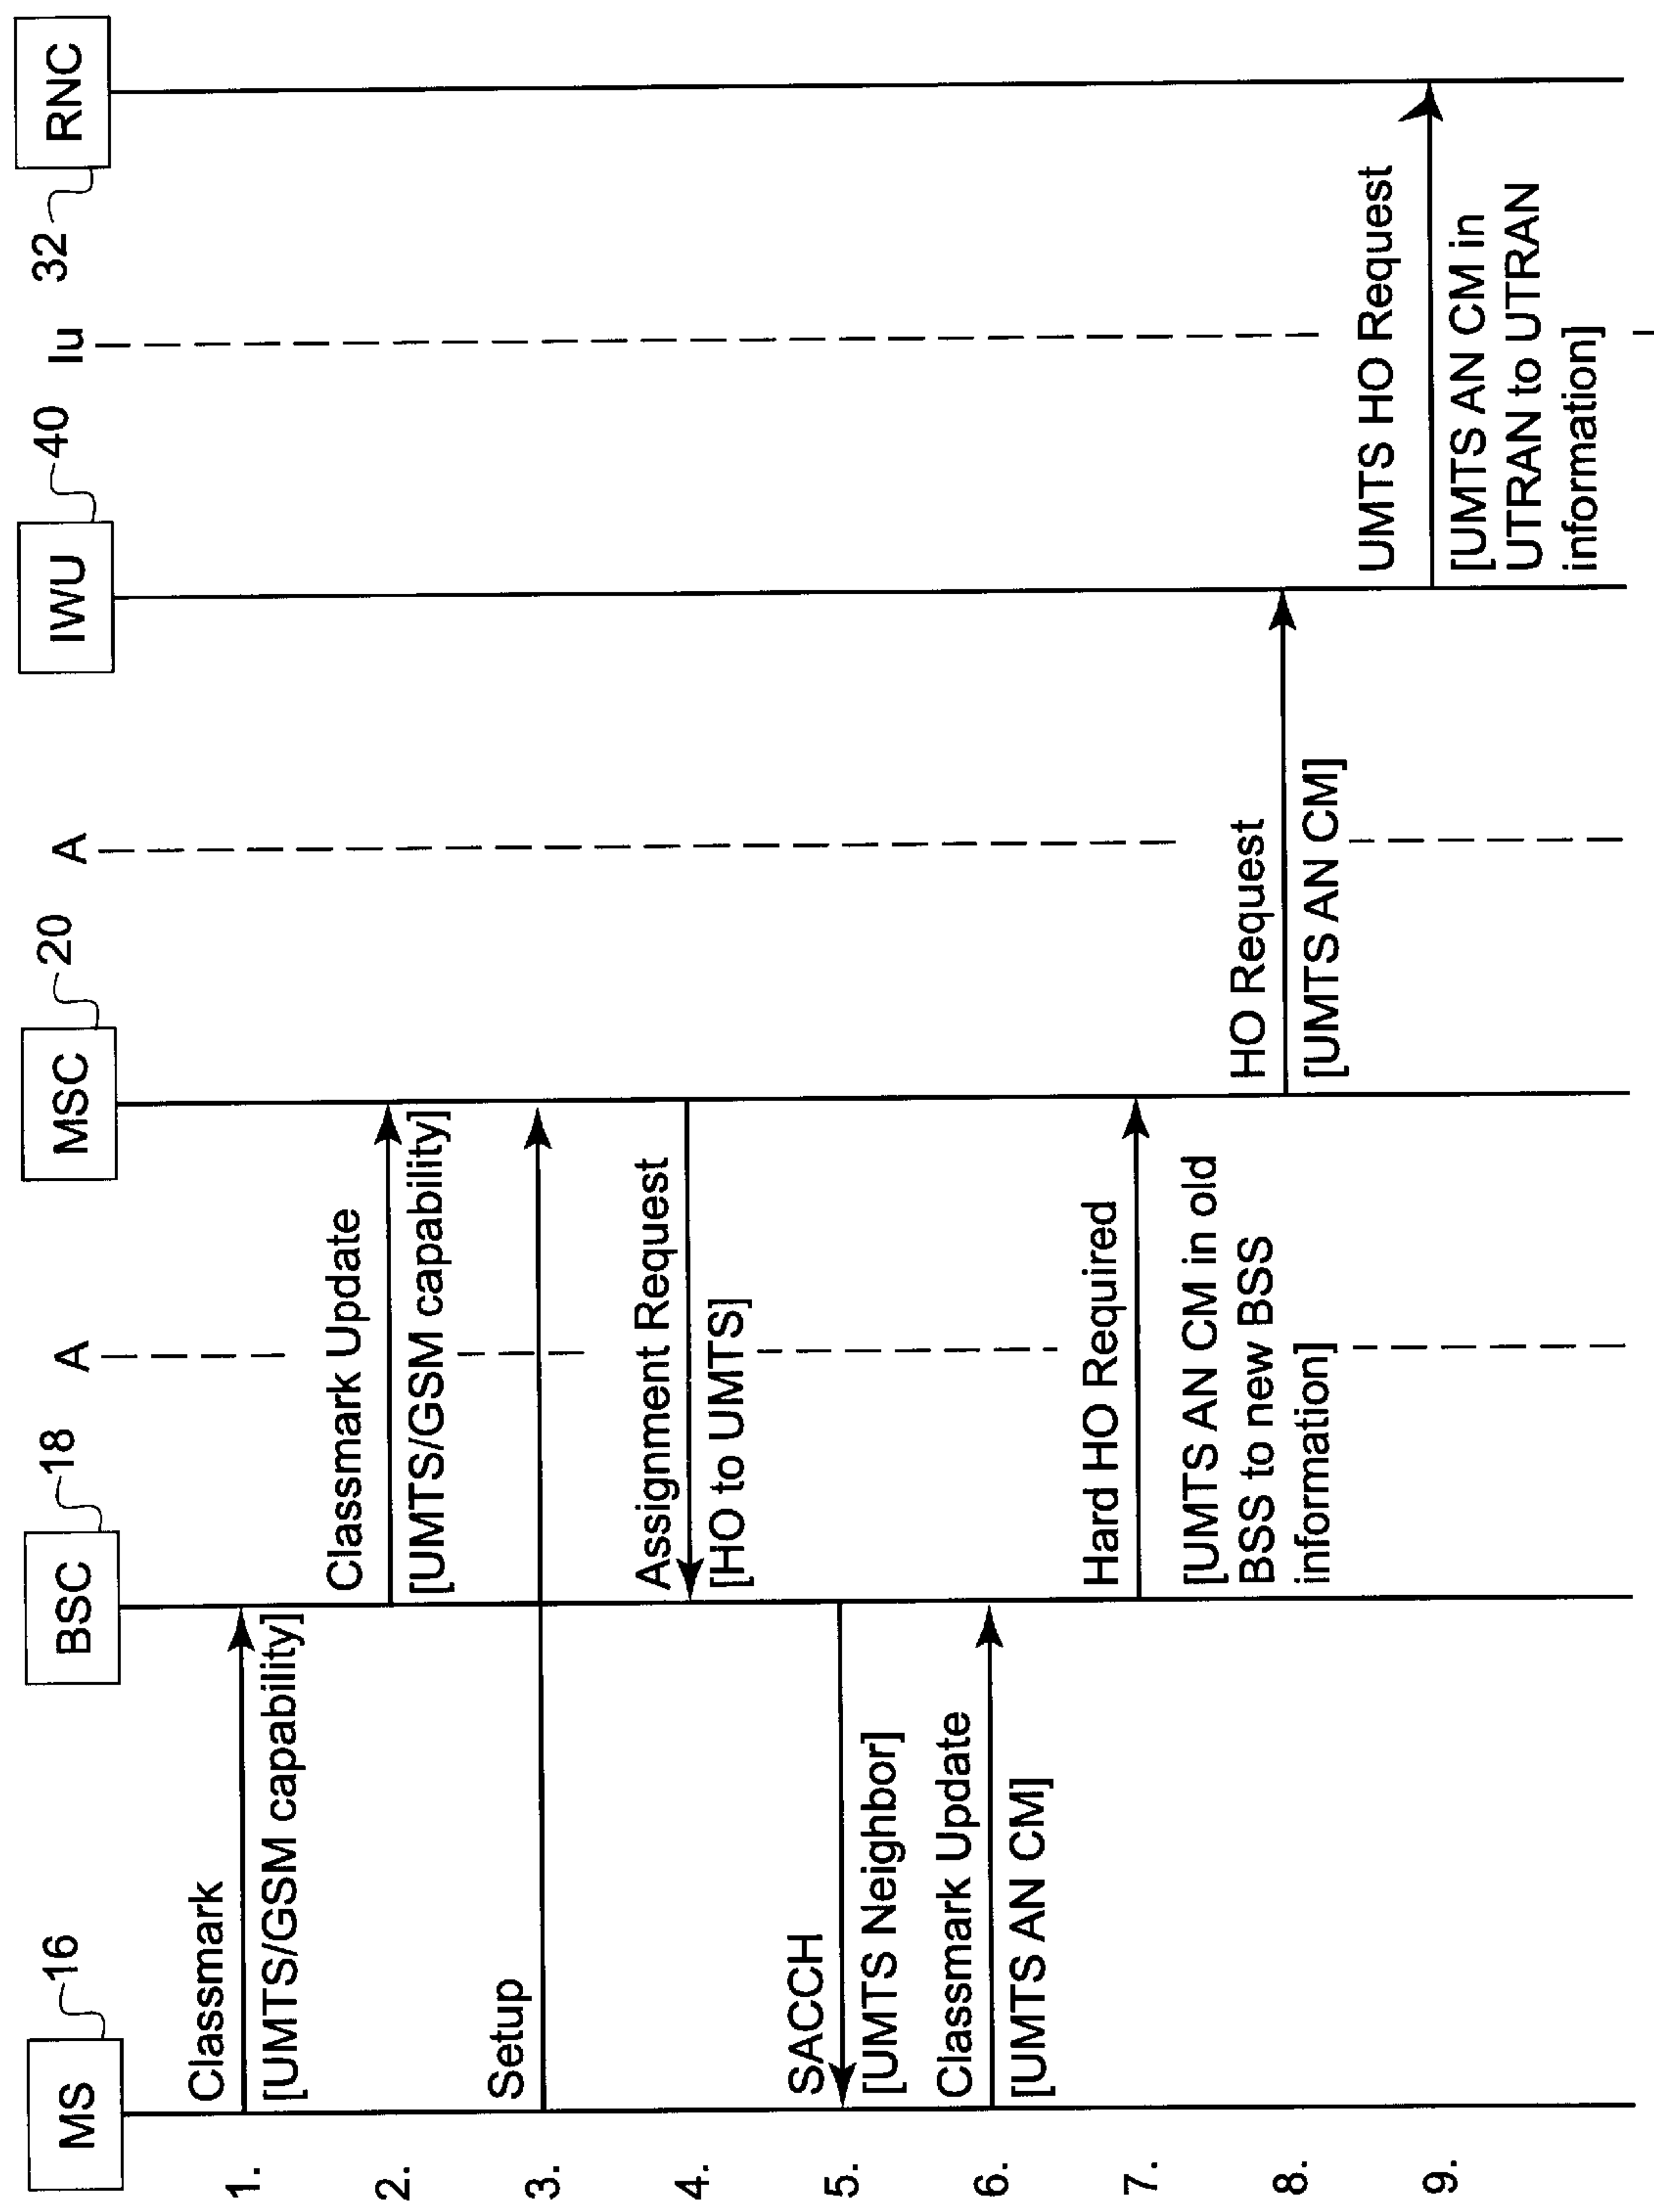 MS 16 BSC 18 A MSC 20 A IWU 40 Iu 32 RNC
1. Classmark
[UMTS/GSM capability]
2. Classmark Update
[UMTS/GSM capability]
3. Setup
4. Assignment Request
[HO to UMTS]
5. SACCH
[UMTS Neighbor]
6. Classmark Update
[UMTS AN CM]
7. Hard HO Required
[UMTS AN CM in old
BSS to new BSS
information]
8. HO Request
[UMTS AN CM]
9. UMTS HO Request
[UMTS AN CM in
UTRAN to UTRAN
information]